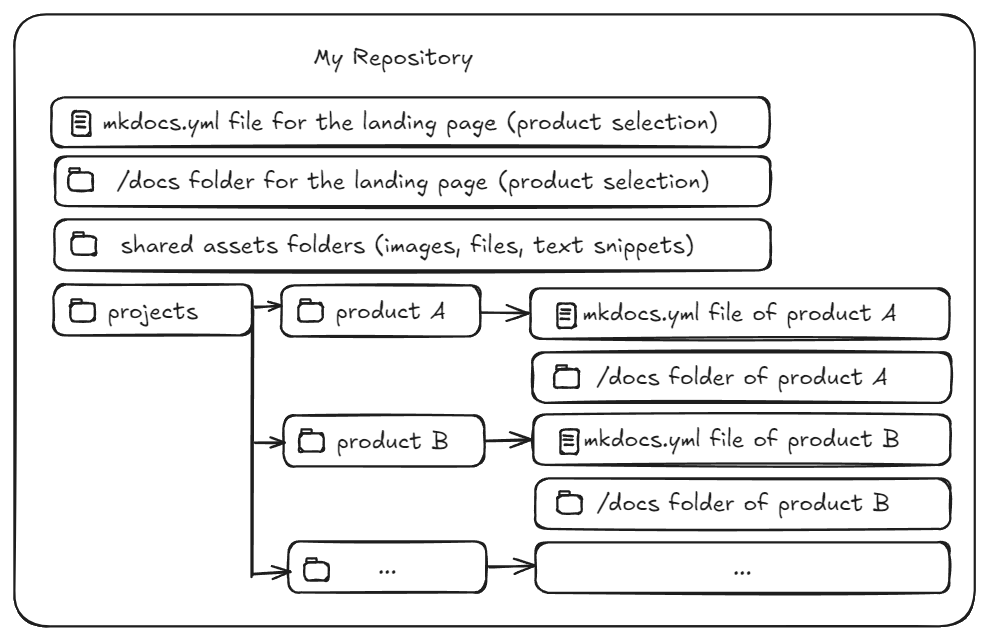 My Repository
mkdocs.yml file for the landing page (product selection)
/docs folder for the landing page (product selection)
shared assets folders (images, files, text snippets)
projects
product A
mkdocs.yml file of product A
/docs folder of product A
product B
mkdocs.yml file of product B
/docs folder of product B
...
...